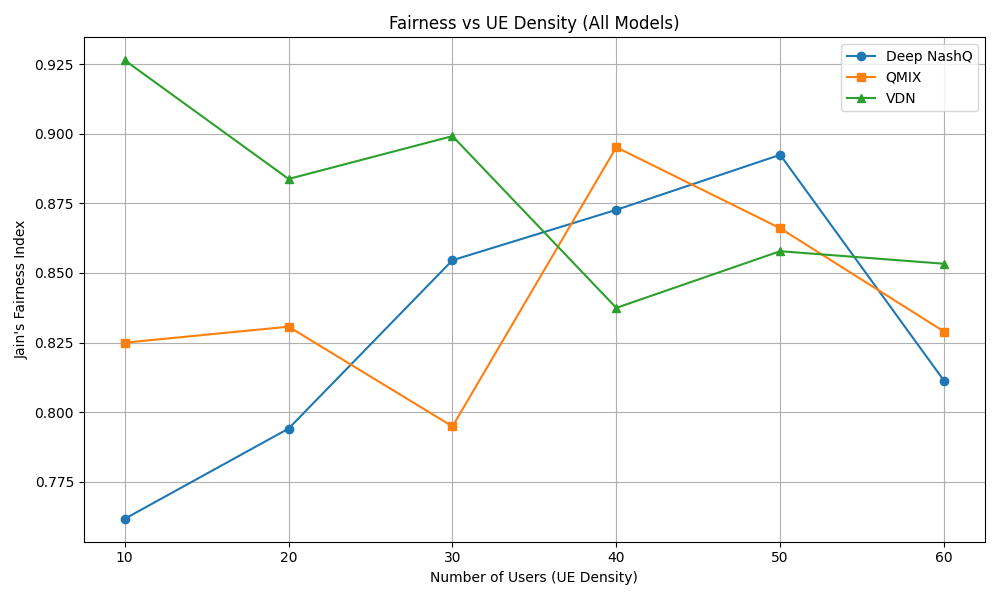 Fairness vs UE Density (All Models)
Deep NashQ
QMIX
VDN
0.925
0.900
0.875
0.850
0.825
0.800
0.775
Jain's Fairness Index
10 20 30 40 50 60
Number of Users (UE Density)